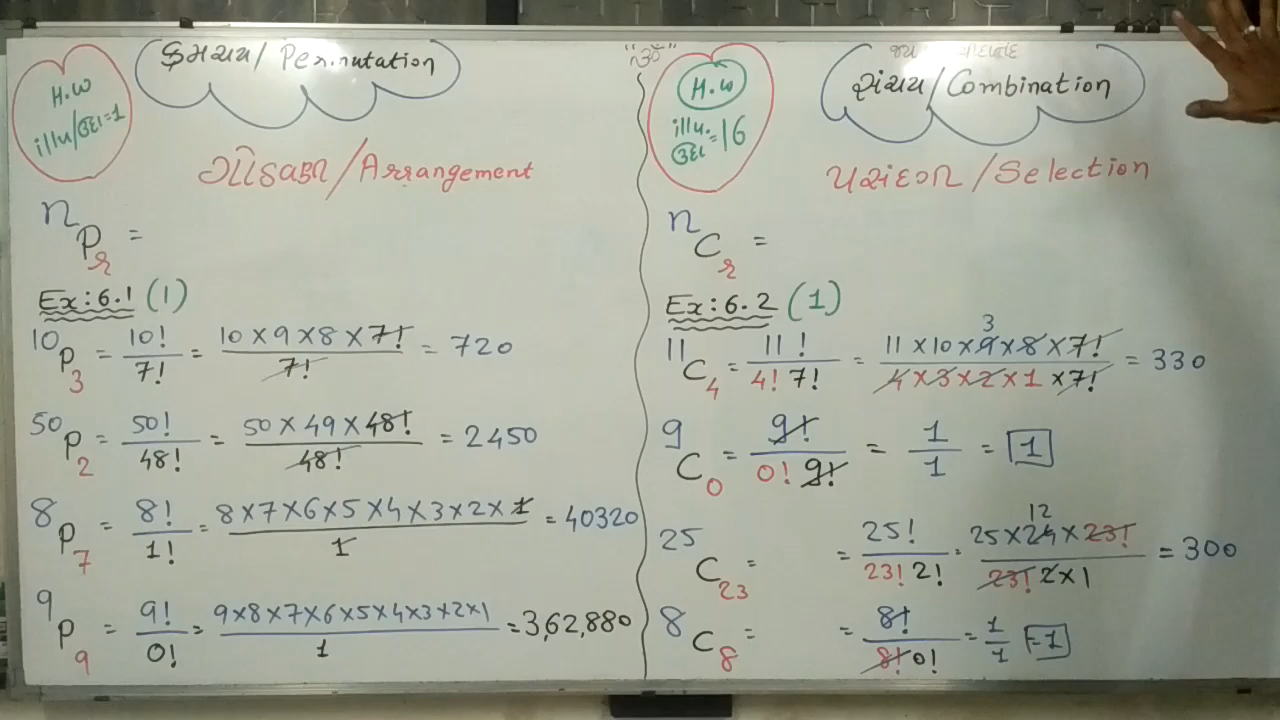 H.W
illu/ઉદા=1
ક્રમચય/Permutation
ગોઠવણી/Arrangement
nPr =
Ex:6.1 (1)
10P3 = 10!/7! = 10×9×8×7!/7! = 720
50P2 = 50!/48! = 50×49×48!/48! = 2450
8P7 = 8!/1! = 8×7×6×5×4×3×2×1/1 = 40320
9P9 = 9!/0! = 9×8×7×6×5×4×3×2×1/1 = 3,62,880
H.W
illu.
ઉદા = 16
સંચય/Combination
પસંદગી/Selection
nCr =
Ex:6.2 (1)
3
11C4 = 11!/4!7! = 11×10×9×8×7!/4×3×2×1×7! = 330
9C0 = 9!/0!9! = 1/1 = 1
12
25C23 = = 25!/23!2! = 25×24×23!/23!2×1 = 300
8C8 = = 8!/8!0! = 1/1 = 1